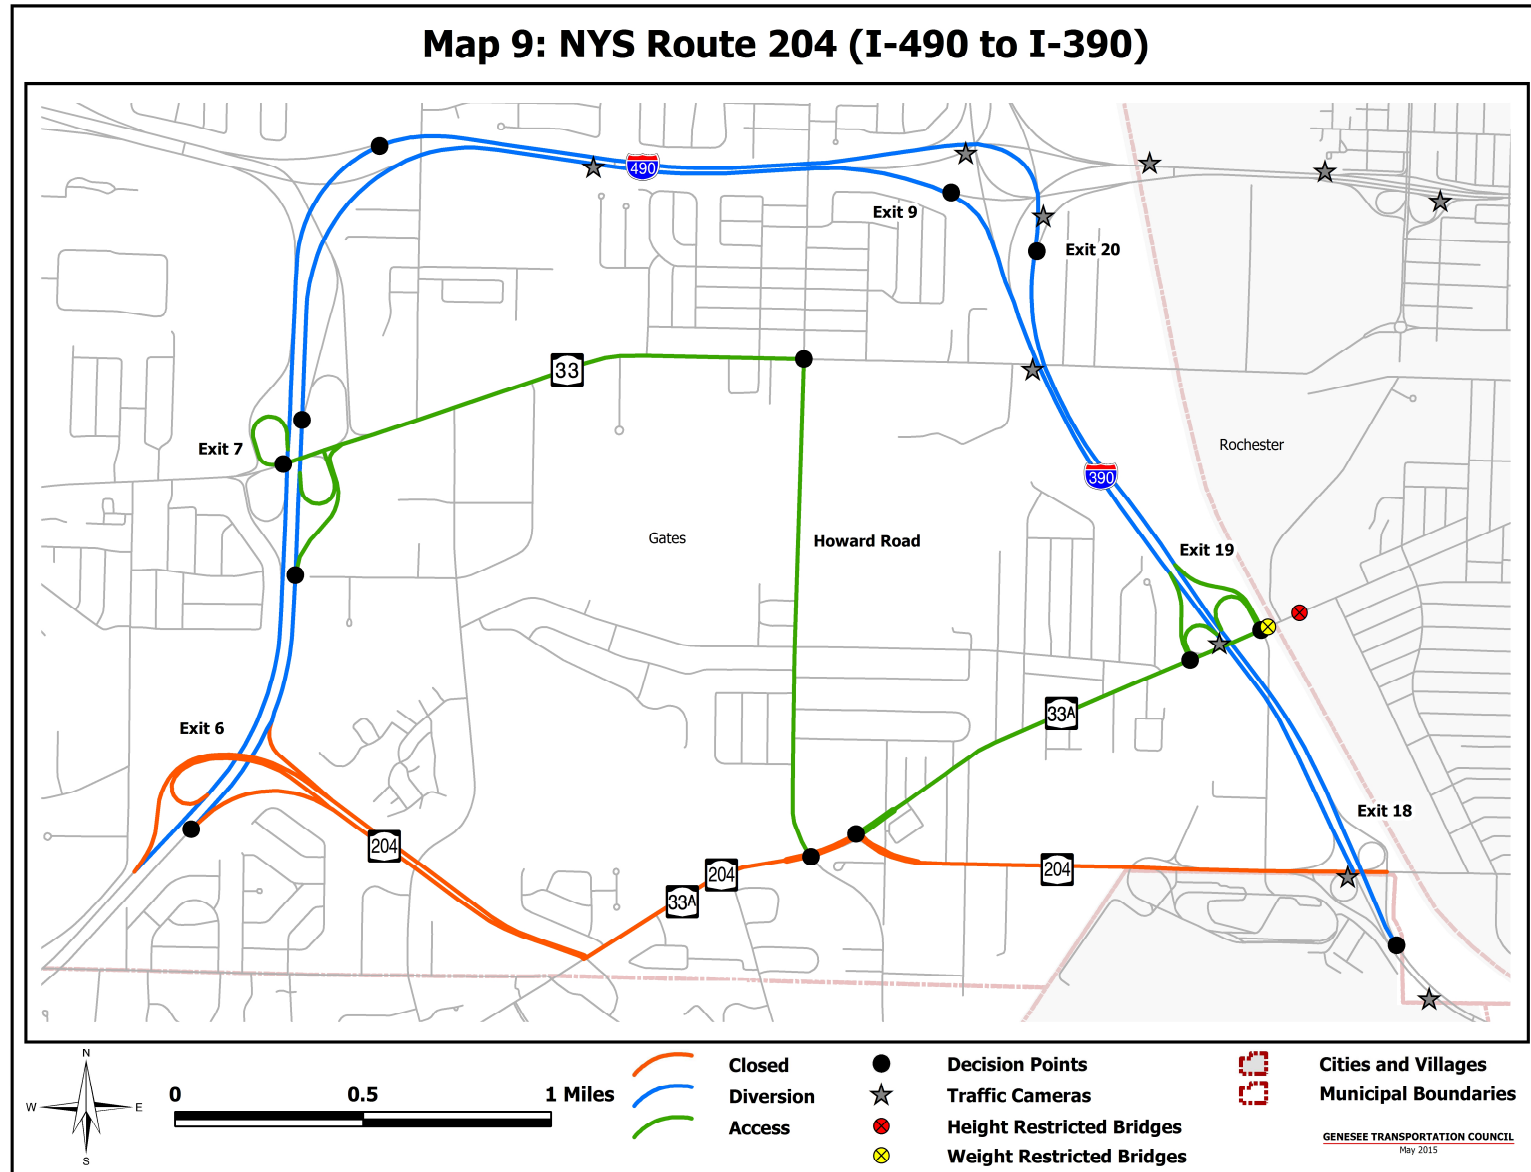 Map 9: NYS Route 204 (I-490 to I-390)
490
Exit 9
Exit 20
33
Exit 7
Rochester
390
Gates
Howard Road
Exit 19
33A
Exit 6
Exit 18
204
204
204
33A
N
W E
S
0 0.5 1 Miles
Closed
Diversion
Access
Decision Points
Traffic Cameras
Height Restricted Bridges
Weight Restricted Bridges
Cities and Villages
Municipal Boundaries
GENESEE TRANSPORTATION COUNCIL
May 2015